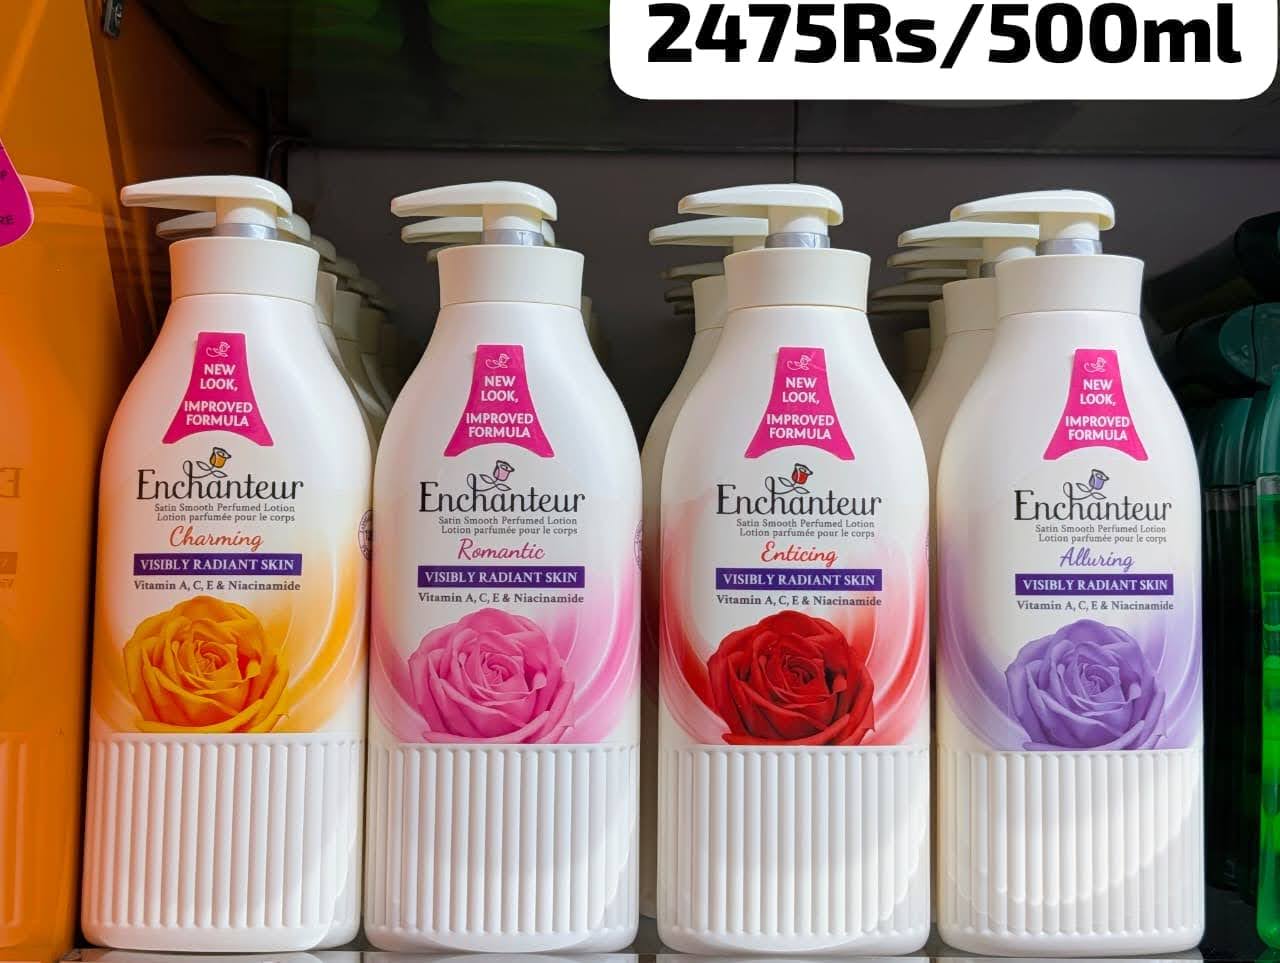 2475Rs/500ml
NEW
LOOK,
IMPROVED
FORMULA
Enchanteur
Satin Smooth Perfumed Lotion
Lotion parfumée pour le corps
Charming
VISIBLY RADIANT SKIN
Vitamin A, C, E & Niacinamide
NEW
LOOK,
IMPROVED
FORMULA
Enchanteur
Satin Smooth Perfumed Lotion
Lotion parfumée pour le corps
Romantic
VISIBLY RADIANT SKIN
Vitamin A, C, E & Niacinamide
NEW
LOOK,
IMPROVED
FORMULA
Enchanteur
Satin Smooth Perfumed Lotion
Lotion parfumée pour le corps
Enticing
VISIBLY RADIANT SKIN
Vitamin A, C, E & Niacinamide
NEW
LOOK,
IMPROVED
FORMULA
Enchanteur
Satin Smooth Perfumed Lotion
Lotion parfumée pour le corps
Alluring
VISIBLY RADIANT SKIN
Vitamin A, C, E & Niacinamide